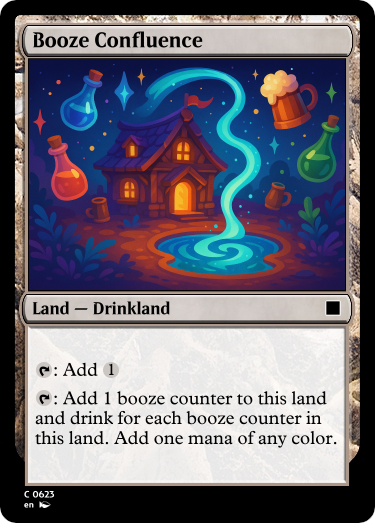 Booze Confluence
Land — Drinkland
: Add 1
: Add 1 booze counter to this land
and drink for each booze counter in
this land. Add one mana of any color.
C 0623
en